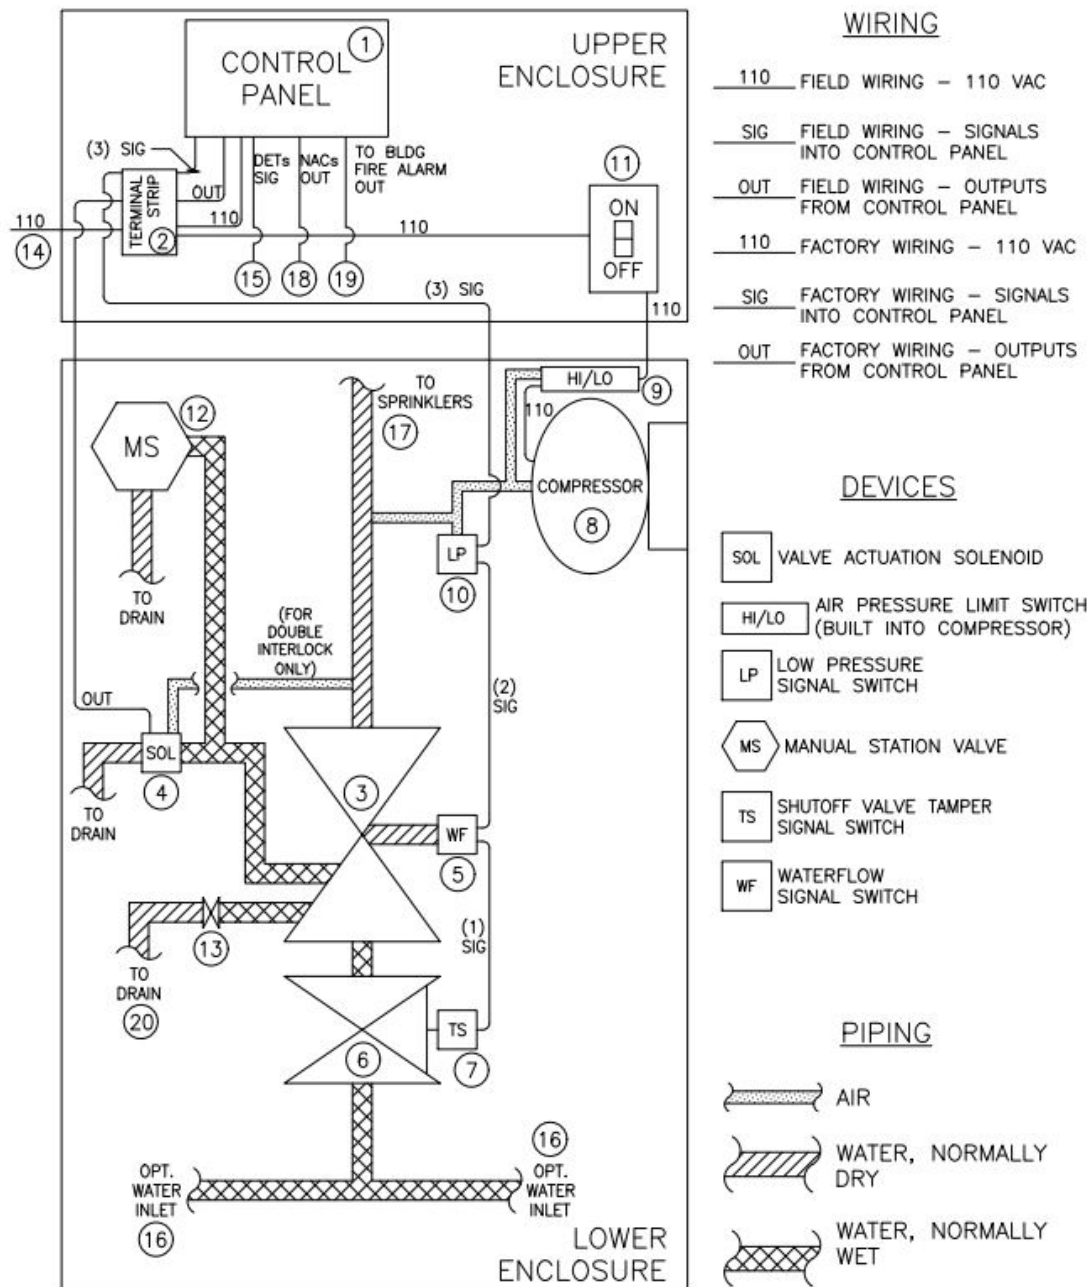 UPPER
ENCLOSURE
1
CONTROL
PANEL
(3) SIG
DETs
SIG
NACs
OUT
TO BLDG
FIRE ALARM
OUT
OUT
110
TERMINAL
STRIP
2
110
14
110
15
18
19
11
ON
OFF
(3) SIG
110
TO
SPRINKLERS
17
HI/LO
9
110
COMPRESSOR
8
12
MS
TO
DRAIN
LP
10
(FOR
DOUBLE
INTERLOCK
ONLY)
(2)
SIG
OUT
SOL
4
TO
DRAIN
3
WF
5
(1)
SIG
13
TO
DRAIN
20
6
TS
7
OPT.
WATER
INLET
16
16
OPT.
WATER
INLET
LOWER
ENCLOSURE
WIRING
110 FIELD WIRING – 110 VAC
SIG FIELD WIRING – SIGNALS
INTO CONTROL PANEL
OUT FIELD WIRING – OUTPUTS
FROM CONTROL PANEL
110 FACTORY WIRING – 110 VAC
SIG FACTORY WIRING – SIGNALS
INTO CONTROL PANEL
OUT FACTORY WIRING – OUTPUTS
FROM CONTROL PANEL
DEVICES
SOL VALVE ACTUATION SOLENOID
HI/LO AIR PRESSURE LIMIT SWITCH
(BUILT INTO COMPRESSOR)
LP LOW PRESSURE
SIGNAL SWITCH
MS MANUAL STATION VALVE
TS SHUTOFF VALVE TAMPER
SIGNAL SWITCH
WF WATERFLOW
SIGNAL SWITCH
PIPING
AIR
WATER, NORMALLY
DRY
WATER, NORMALLY
WET